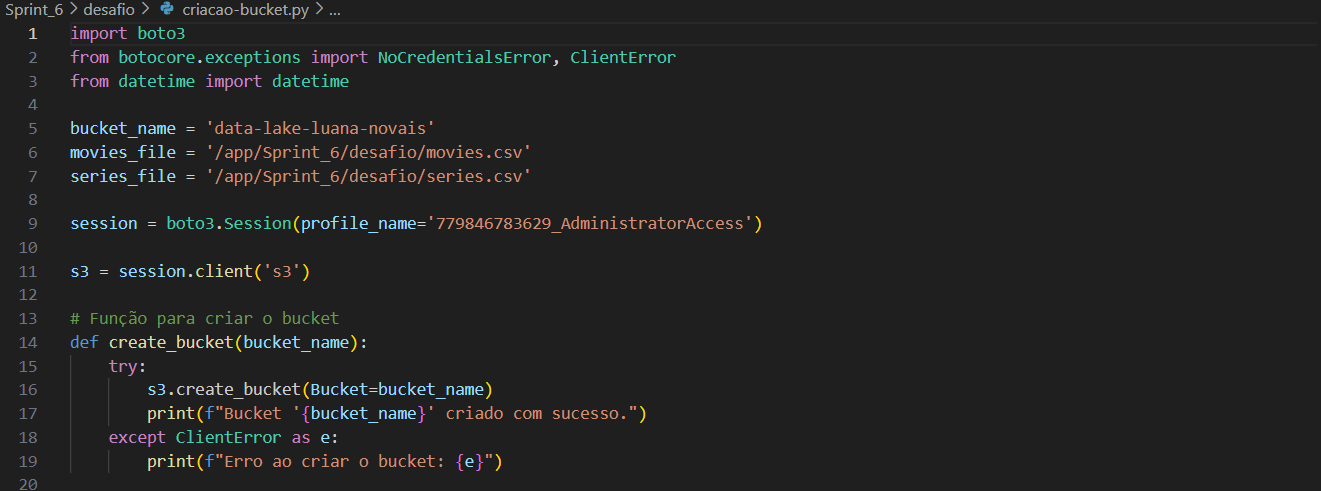 Sprint_6 > desafio > criacao-bucket.py > ...
1 import boto3
2 from botocore.exceptions import NoCredentialsError, ClientError
3 from datetime import datetime
4
5 bucket_name = 'data-lake-luana-novais'
6 movies_file = '/app/Sprint_6/desafio/movies.csv'
7 series_file = '/app/Sprint_6/desafio/series.csv'
8
9 session = boto3.Session(profile_name='779846783629_AdministratorAccess')
10
11 s3 = session.client('s3')
12
13 # Função para criar o bucket
14 def create_bucket(bucket_name):
15     try:
16         s3.create_bucket(Bucket=bucket_name)
17         print(f"Bucket '{bucket_name}' criado com sucesso.")
18     except ClientError as e:
19         print(f"Erro ao criar o bucket: {e}")
20